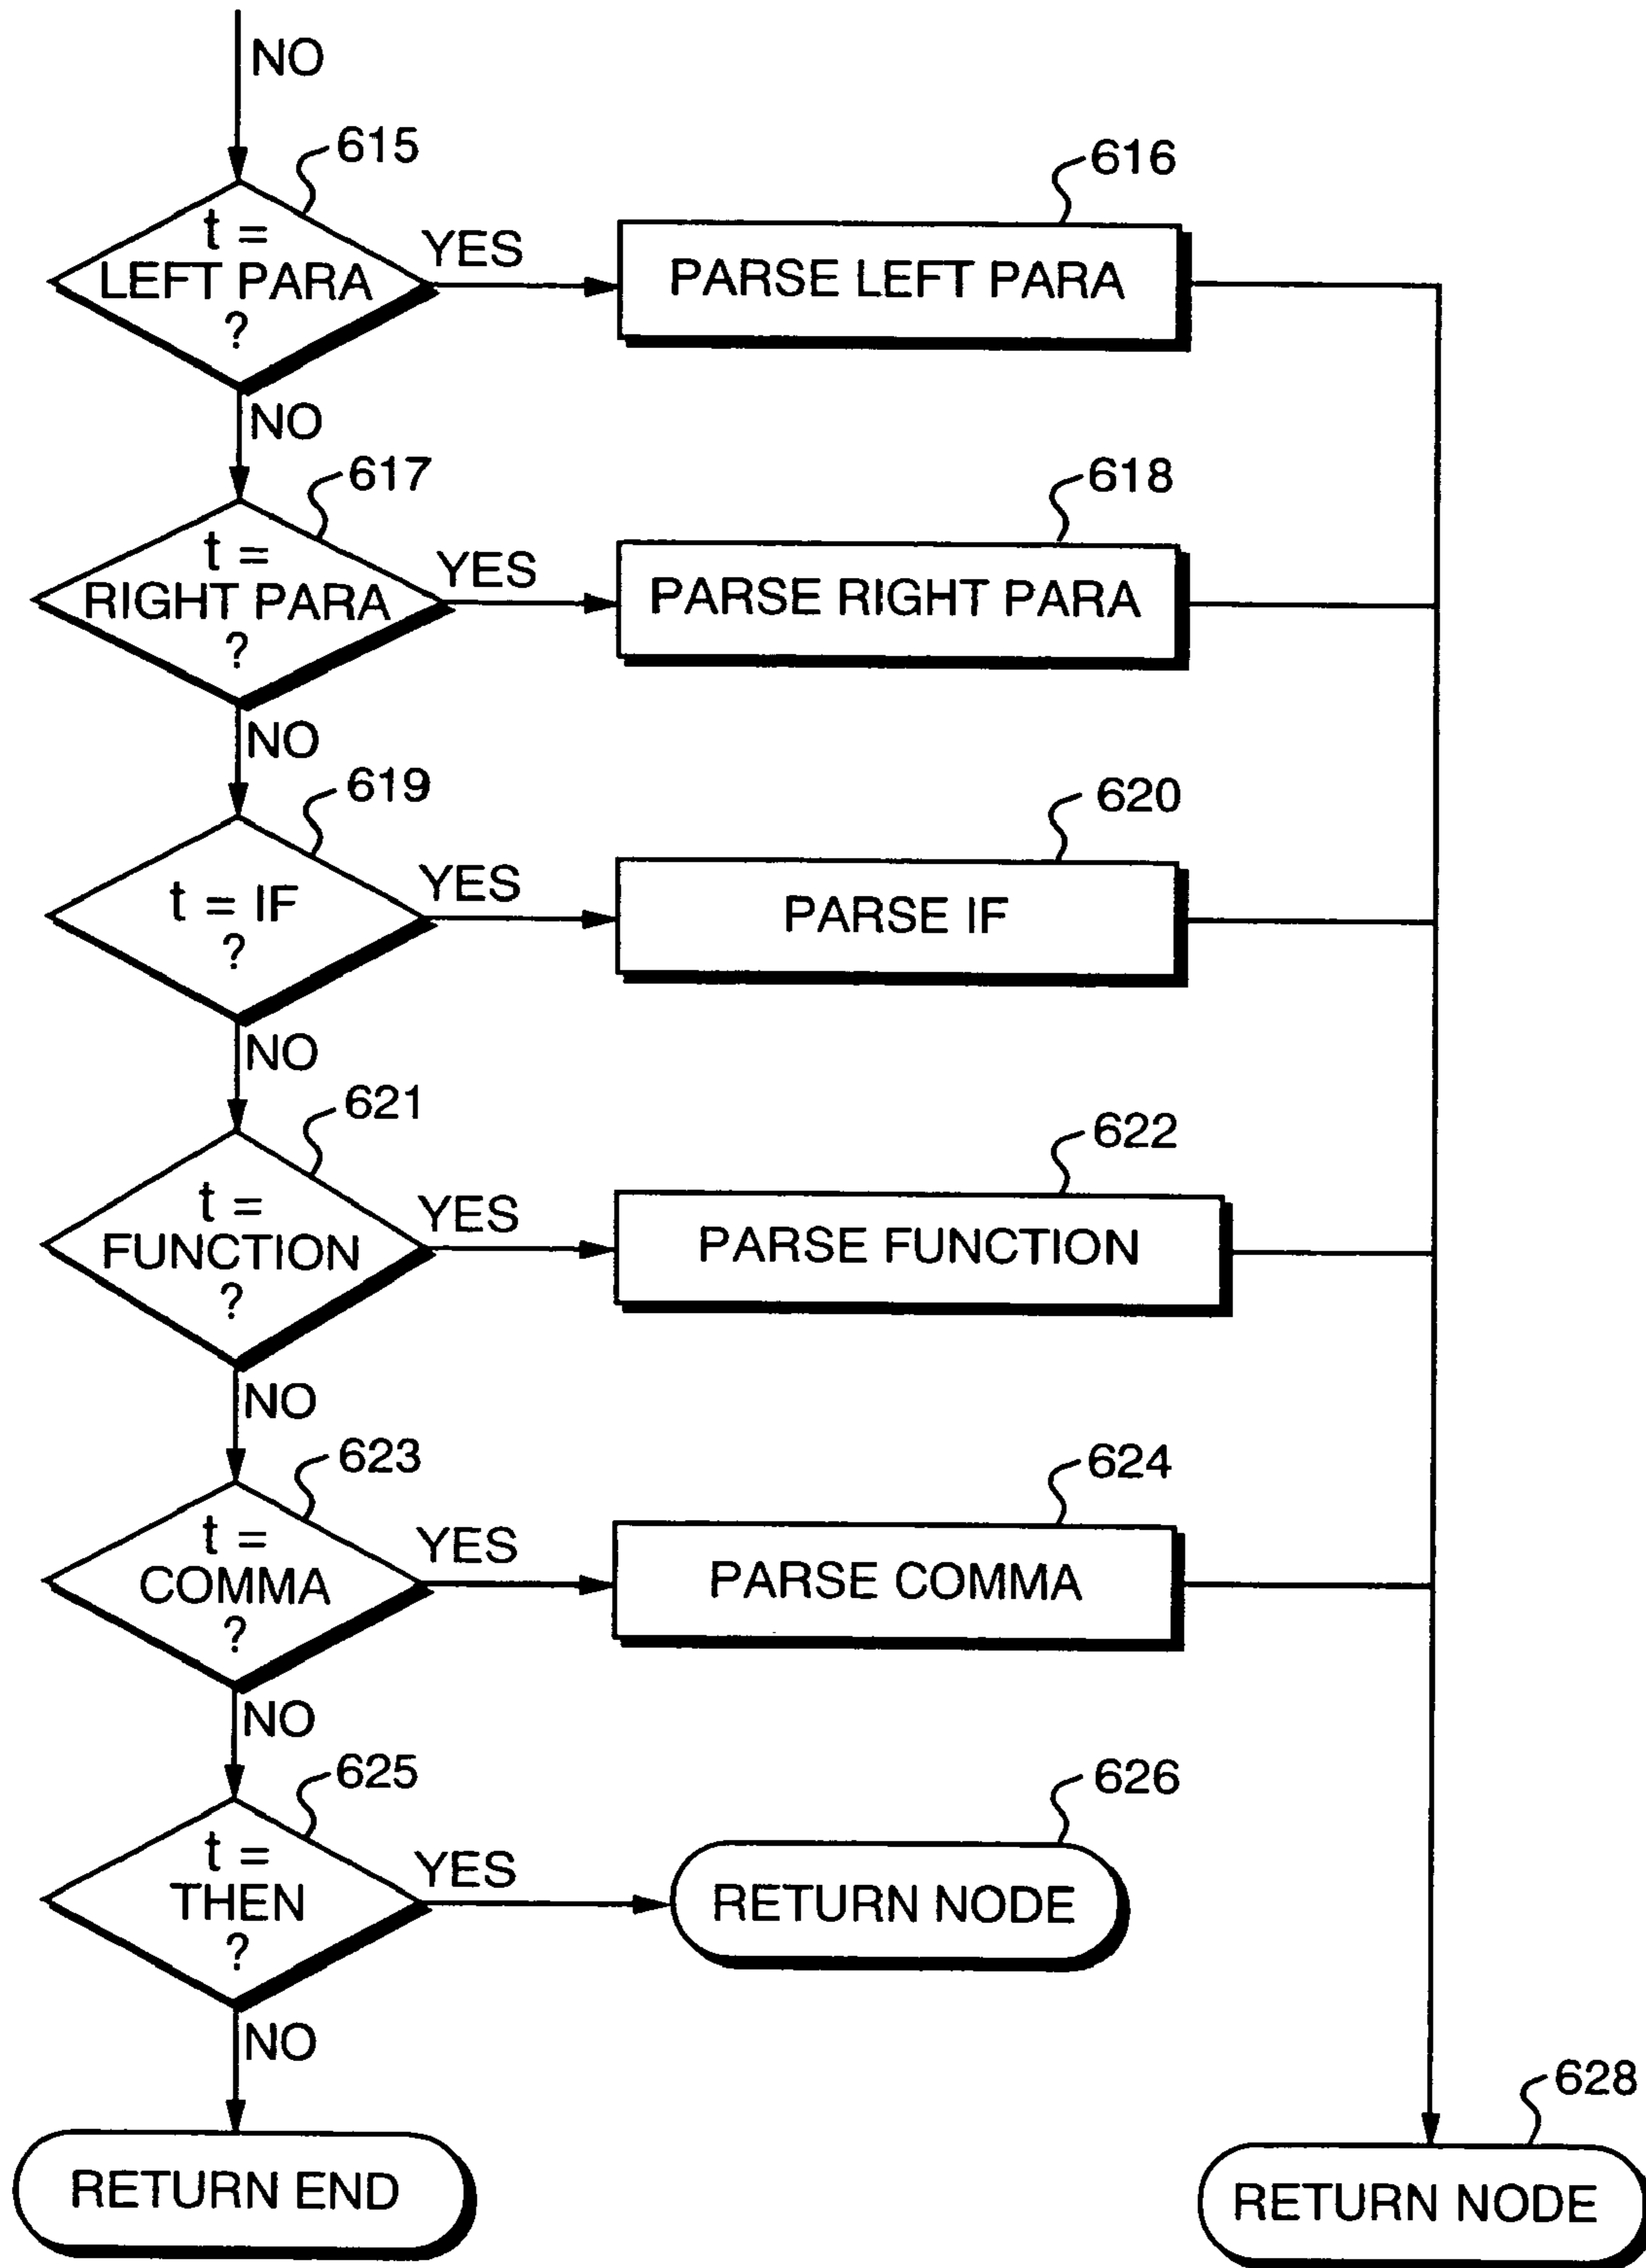 NO
615
616
t =
LEFT PARA
?
YES
PARSE LEFT PARA
NO
617
618
t =
RIGHT PARA
?
YES
PARSE RIGHT PARA
NO
619
620
t = IF
?
YES
PARSE IF
NO
621
622
t =
FUNCTION
?
YES
PARSE FUNCTION
NO
623
624
t =
COMMA
?
YES
PARSE COMMA
NO
625
626
t =
THEN
?
YES
RETURN NODE
NO
628
RETURN END
RETURN NODE